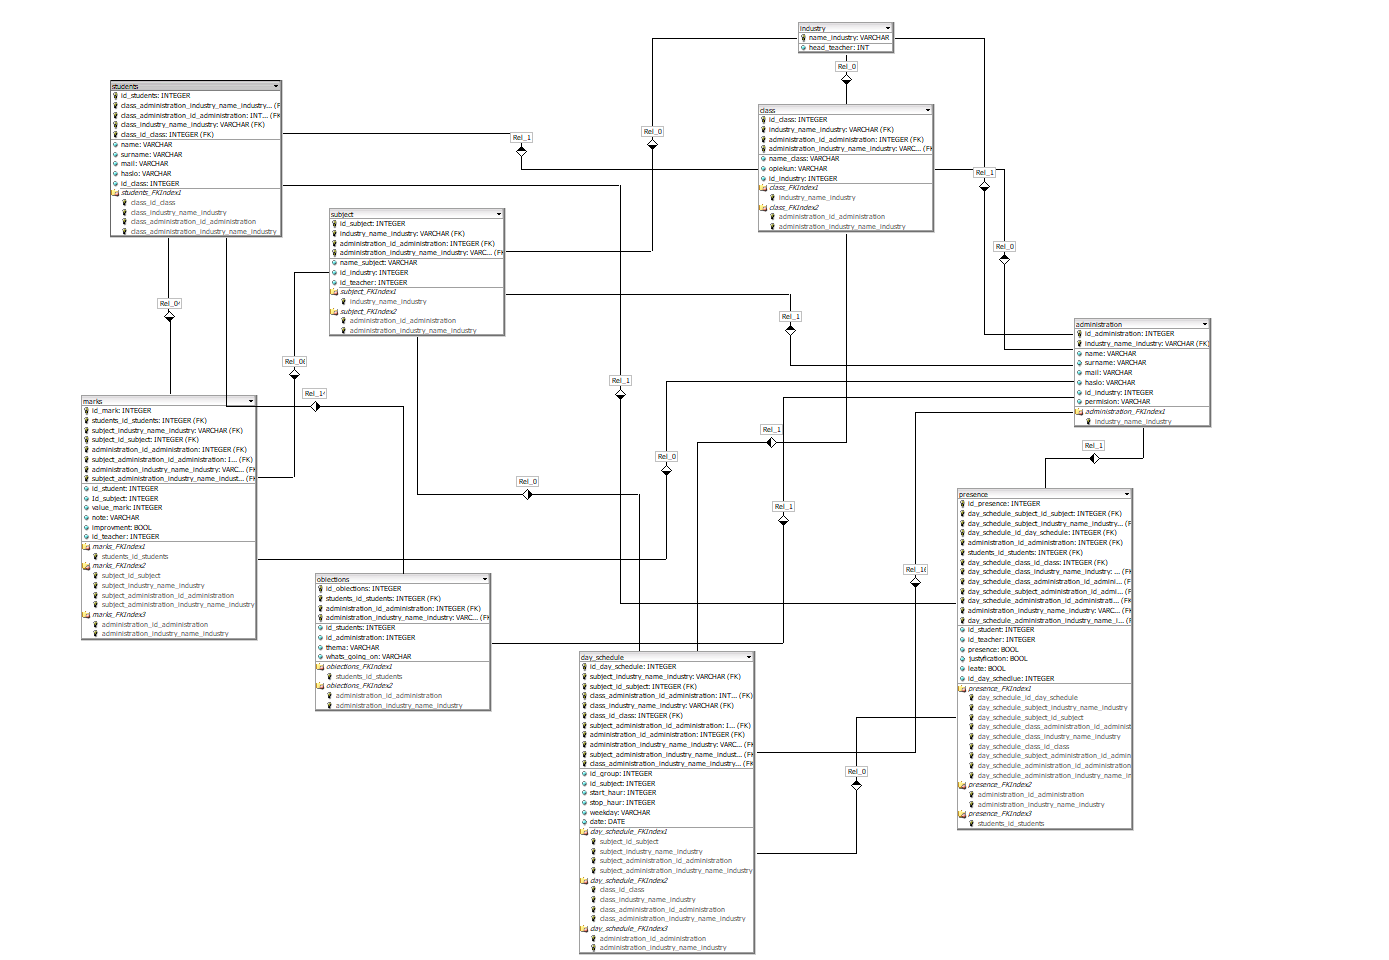 industry
name_industry: VARCHAR
head_teacher: INT
Rel_0
students
id_students: INTEGER
class_administration_industry_name_industry... (F
class_administration_id_administration: INT... (FK
class_industry_name_industry: VARCHAR (FK)
class_id_class: INTEGER (FK)
name: VARCHAR
surname: VARCHAR
mail: VARCHAR
haslo: VARCHAR
id_class: INTEGER
students_FKIndex1
class_id_class
class_industry_name_industry
class_administration_id_administration
class_administration_industry_name_industry
class
id_class: INTEGER
industry_name_industry: VARCHAR (FK)
administration_id_administration: INTEGER (FK)
administration_industry_name_industry: VARC... (FK
name_class: VARCHAR
opiekun: VARCHAR
id_industry: INTEGER
class_FKIndex1
industry_name_industry
class_FKIndex2
administration_id_administration
administration_industry_name_industry
Rel_1
Rel_0
Rel_1
Rel_0
subject
id_subject: INTEGER
industry_name_industry: VARCHAR (FK)
administration_id_administration: INTEGER (FK)
administration_industry_name_industry: VARC... (FK
name_subject: VARCHAR
id_industry: INTEGER
id_teacher: INTEGER
subject_FKIndex1
industry_name_industry
subject_FKIndex2
administration_id_administration
administration_industry_name_industry
Rel_04
Rel_1
administration
id_administration: INTEGER
industry_name_industry: VARCHAR (FK)
name: VARCHAR
surname: VARCHAR
mail: VARCHAR
haslo: VARCHAR
id_industry: INTEGER
permision: VARCHAR
administration_FKIndex1
industry_name_industry
Rel_06
Rel_1
Rel_1
marks
id_mark: INTEGER
students_id_students: INTEGER (FK)
subject_industry_name_industry: VARCHAR (FK)
subject_id_subject: INTEGER (FK)
administration_id_administration: INTEGER (FK)
subject_administration_id_administration: I... (FK
administration_industry_name_industry: VARC... (FK
subject_administration_industry_name_indust... (FK
id_student: INTEGER
Id_subject: INTEGER
value_mark: INTEGER
note: VARCHAR
improvment: BOOL
id_teacher: INTEGER
marks_FKIndex1
students_id_students
marks_FKIndex2
subject_id_subject
subject_industry_name_industry
subject_administration_id_administration
subject_administration_industry_name_industry
marks_FKIndex3
administration_id_administration
administration_industry_name_industry
Rel_1
Rel_1
Rel_0
Rel_0
Rel_1
presence
id_presence: INTEGER
day_schedule_subject_id_subject: INTEGER (FK)
day_schedule_subject_industry_name_industry... (F
day_schedule_id_day_schedule: INTEGER (FK)
administration_id_administration: INTEGER (FK)
students_id_students: INTEGER (FK)
day_schedule_class_id_class: INTEGER (FK)
day_schedule_class_industry_name_industry: ... (FK
day_schedule_class_administration_id_admini... (FK
day_schedule_subject_administration_id_admi... (FK
day_schedule_administration_id_administrati... (FK
administration_industry_name_industry: VARC... (FK
day_schedule_administration_industry_name_i... (FK
id_student: INTEGER
id_teacher: INTEGER
presence: BOOL
justyfication: BOOL
leate: BOOL
id_day_schedlue: INTEGER
presence_FKIndex1
day_schedule_id_day_schedule
day_schedule_subject_industry_name_industry
day_schedule_subject_id_subject
day_schedule_class_administration_id_administ
day_schedule_class_industry_name_industry
day_schedule_class_id_class
day_schedule_subject_administration_id_admin
day_schedule_administration_id_administration
day_schedule_administration_industry_name_in
presence_FKIndex2
administration_id_administration
administration_industry_name_industry
presence_FKIndex3
students_id_students
Rel_1
obiections
id_obiections: INTEGER
students_id_students: INTEGER (FK)
administration_id_administration: INTEGER (FK)
administration_industry_name_industry: VARC... (FK
id_students: INTEGER
id_administration: INTEGER
thema: VARCHAR
whats_going_on: VARCHAR
obiections_FKIndex1
students_id_students
obiections_FKIndex2
administration_id_administration
administration_industry_name_industry
day_schedule
id_day_schedule: INTEGER
subject_industry_name_industry: VARCHAR (FK)
subject_id_subject: INTEGER (FK)
class_administration_id_administration: INT... (FK
class_industry_name_industry: VARCHAR (FK)
class_id_class: INTEGER (FK)
subject_administration_id_administration: I... (FK
administration_id_administration: INTEGER (FK)
administration_industry_name_industry: VARC... (FK
subject_administration_industry_name_indust... (FK
class_administration_industry_name_industry... (FK
id_group: INTEGER
id_subject: INTEGER
start_haur: INTEGER
stop_haur: INTEGER
weekday: VARCHAR
date: DATE
day_schedule_FKIndex1
subject_id_subject
subject_industry_name_industry
subject_administration_id_administration
subject_administration_industry_name_industry
day_schedule_FKIndex2
class_id_class
class_industry_name_industry
class_administration_id_administration
class_administration_industry_name_industry
day_schedule_FKIndex3
administration_id_administration
administration_industry_name_industry
Rel_0